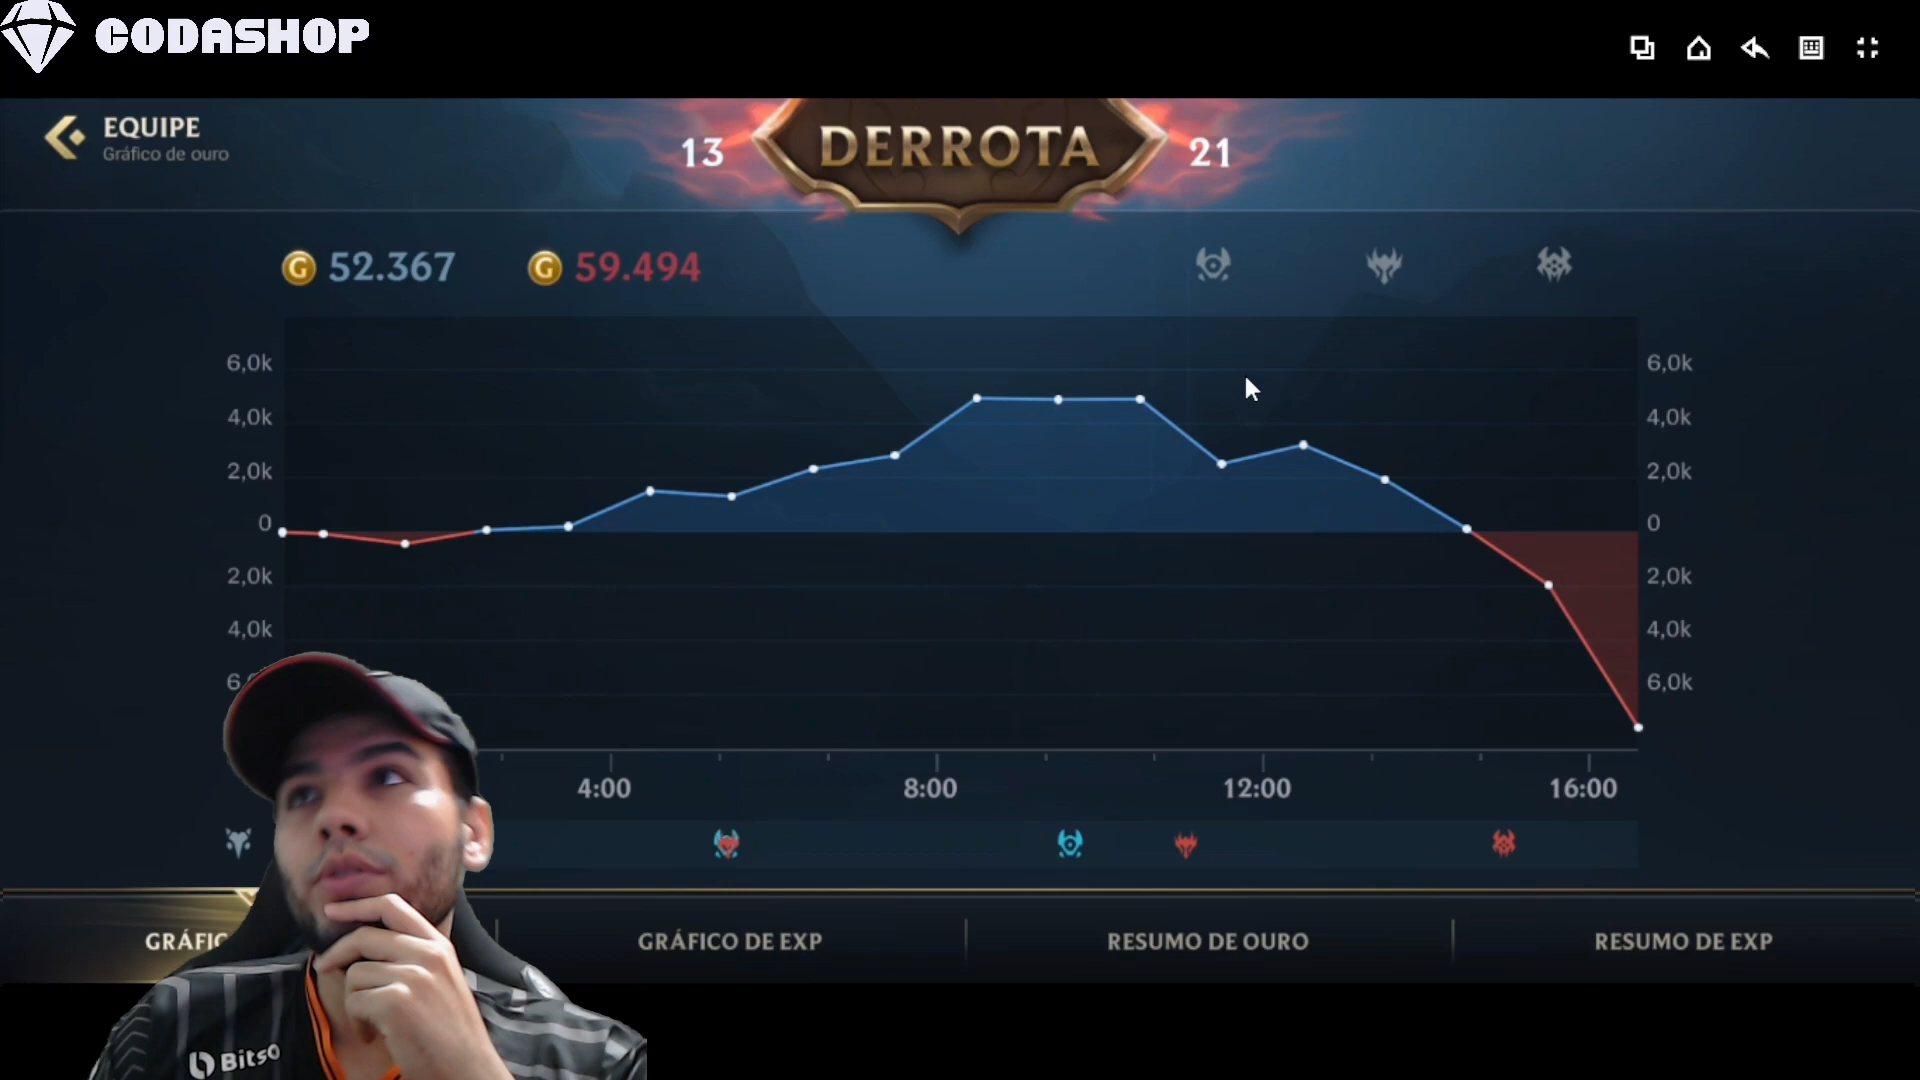 CODASHOP
EQUIPE
Gráfico de ouro
13
DERROTA
21
G 52.367
G 59.494
6,0k
6,0k
4,0k
4,0k
2,0k
2,0k
0
0
2,0k
2,0k
4,0k
4,0k
6,0k
4:00
8:00
12:00
16:00
GRÁFICO DE EXP
RESUMO DE OURO
RESUMO DE EXP
Bitso